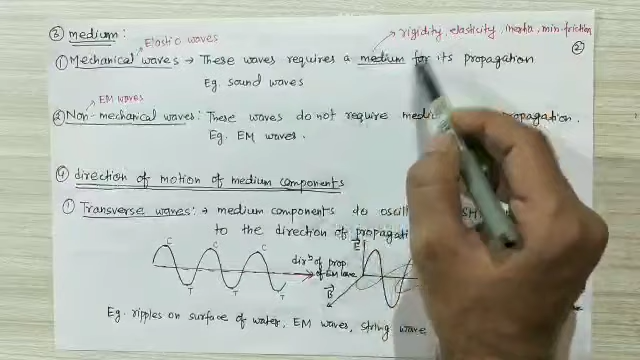 ③ medium:
rigidity, elasticity, inertia, min. friction
②
Elastic waves
① Mechanical waves → These waves requires a medium for its propagation
Eg. sound waves
EM waves
② Non-mechanical waves: These waves do not require propagation.
Eg. EM waves.
④ direction of motion of medium components
① Transverse waves: → medium components do
to the direction of
C C C
T T T
dirⁿ of prop.
of
E
B
Eg. ripples on surface of water, EM waves, string wave